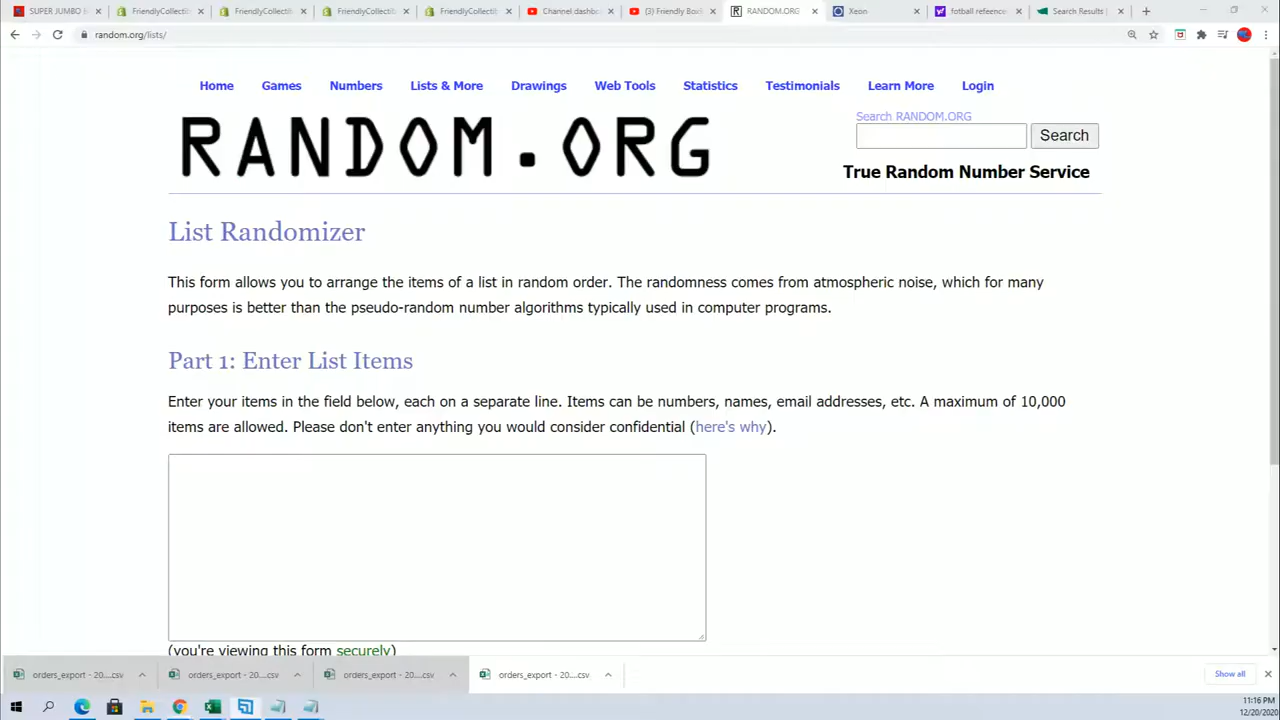 SUPER JUMBO
FriendlyCollectib
FriendlyCollectib
FriendlyCollectib
FriendlyCollectib
Channel dashbo
(3) Friendly Box
RANDOM.ORG
Xeon
fotball refeence
Search Results |
random.org/lists/
Home Games Numbers Lists & More Drawings Web Tools Statistics Testimonials Learn More Login
RANDOM.ORG
Search RANDOM.ORG
Search
True Random Number Service
List Randomizer
This form allows you to arrange the items of a list in random order. The randomness comes from atmospheric noise, which for many
purposes is better than the pseudo-random number algorithms typically used in computer programs.
Part 1: Enter List Items
Enter your items in the field below, each on a separate line. Items can be numbers, names, email addresses, etc. A maximum of 10,000
items are allowed. Please don't enter anything you would consider confidential (here's why).
(you're viewing this form securely)
orders_export - 20....csv
orders_export - 20....csv
orders_export - 20....csv
orders_export - 20....csv
Show all
11:16 PM
12/20/2020